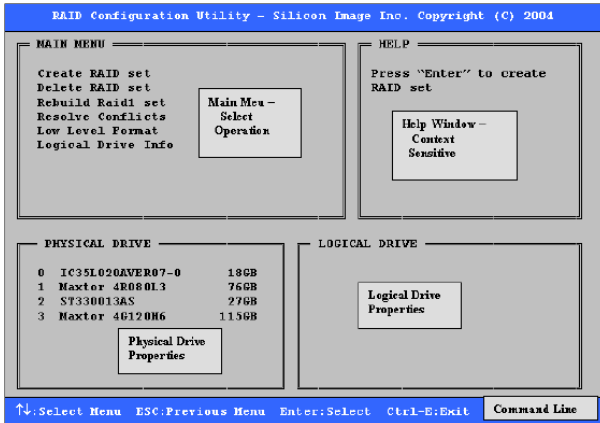 RAID Configuration Utility – Silicon Image Inc. Copyright (C) 2004
MAIN MENU
Create RAID set
Delete RAID set
Rebuild Raid1 set
Resolve Conflicts
Low Level Format
Logical Drive Info
Main Meu –
Select
Operation
HELP
Press “Enter” to create
RAID set
Help Window –
Context
Sensitive
PHYSICAL DRIVE
0 IC35L020AVER07-0 18GB
1 Maxtor 4R080L3 76GB
2 ST330013AS 27GB
3 Maxtor 4G120H6 115GB
Physical Drive
Properties
LOGICAL DRIVE
Logical Drive
Properties
↑↓:Select Menu ESC:Previous Menu Enter:Select Ctrl-E:Exit
Command Line